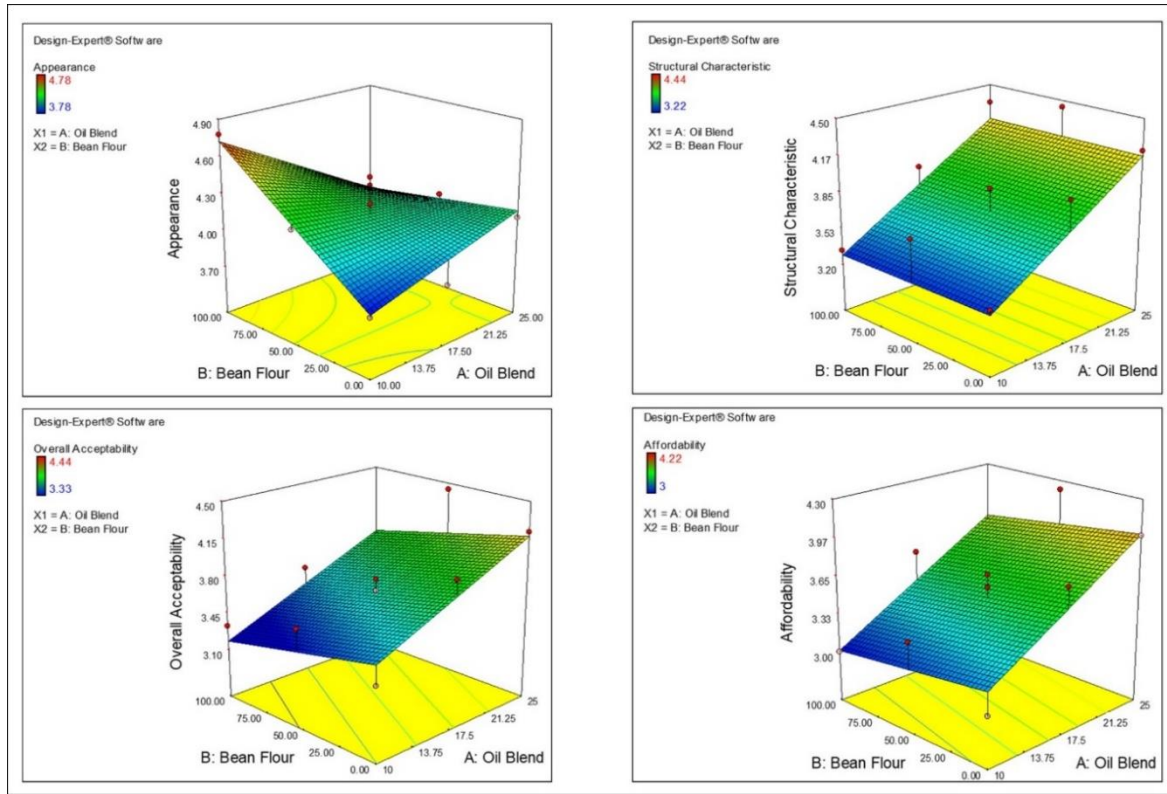 Design-Expert® Softw are
Appearance
4.78
3.78
X1 = A: Oil Blend
X2 = B: Bean Flour
4.90
4.60
4.30
4.00
3.70
Appearance
100.00
75.00
50.00
25.00
0.00
B: Bean Flour
10.00
13.75
17.50
21.25
25.00
A: Oil Blend
Design-Expert® Softw are
Structural Characteristic
4.44
3.22
X1 = A: Oil Blend
X2 = B: Bean Flour
4.50
4.17
3.85
3.53
3.20
Structural Characteristic
100.00
75.00
50.00
25.00
0.00
B: Bean Flour
10
13.75
17.5
21.25
25
A: Oil Blend
Design-Expert® Softw are
Overall Acceptability
4.44
3.33
X1 = A: Oil Blend
X2 = B: Bean Flour
4.50
4.15
3.80
3.45
3.10
Overall Acceptability
100.00
75.00
50.00
25.00
0.00
B: Bean Flour
10
13.75
17.5
21.25
25
A: Oil Blend
Design-Expert® Softw are
Affordability
4.22
3
X1 = A: Oil Blend
X2 = B: Bean Flour
4.30
3.97
3.65
3.33
3.00
Affordability
100.00
75.00
50.00
25.00
0.00
B: Bean Flour
10
13.75
17.5
21.25
25
A: Oil Blend